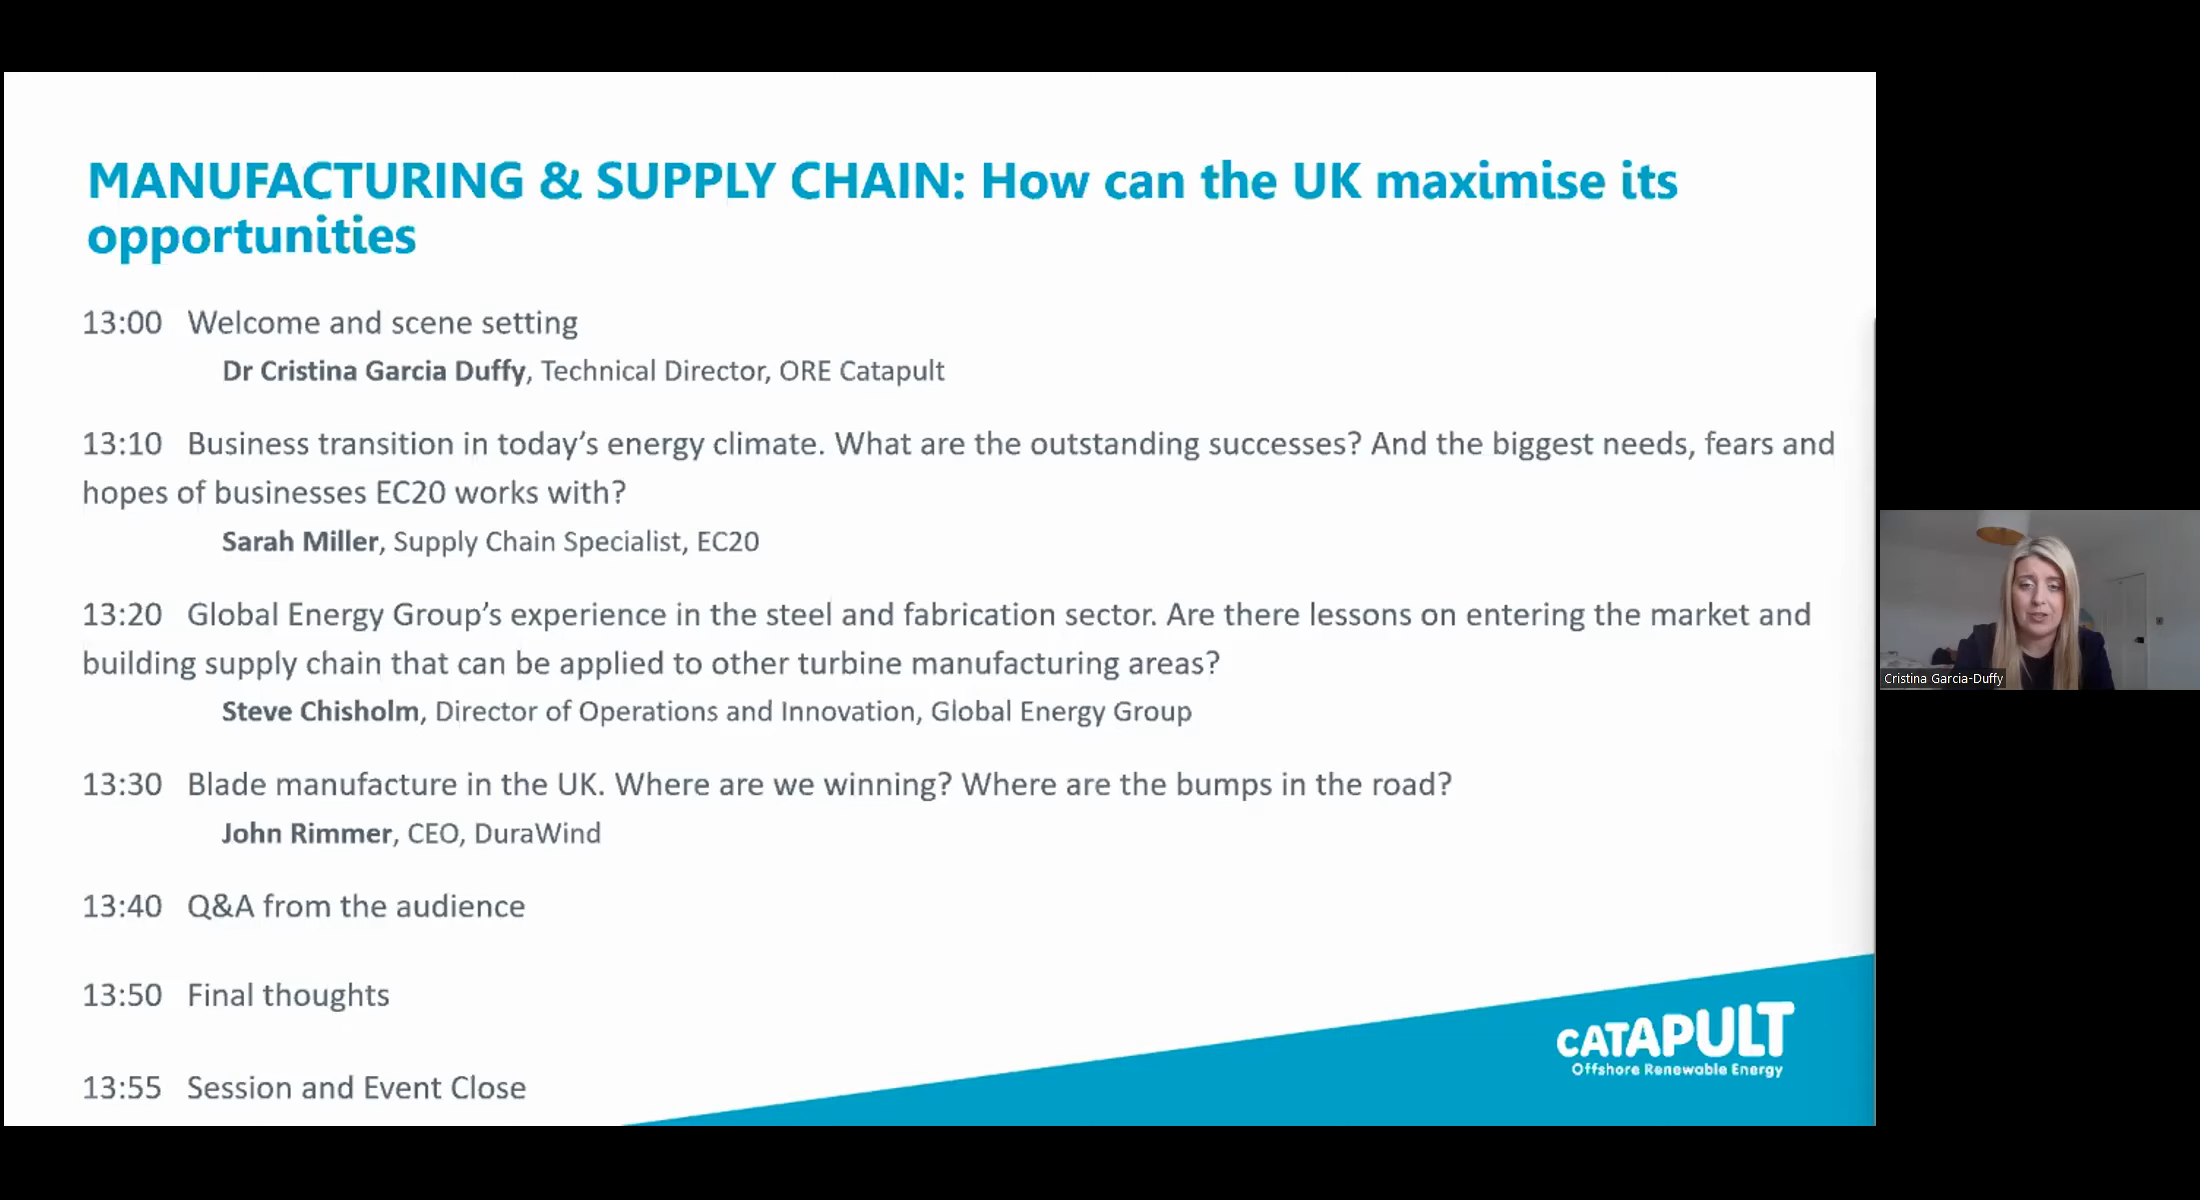 MANUFACTURING & SUPPLY CHAIN: How can the UK maximise its
opportunities
13:00 Welcome and scene setting
Dr Cristina Garcia Duffy, Technical Director, ORE Catapult
13:10 Business transition in today's energy climate. What are the outstanding successes? And the biggest needs, fears and
hopes of businesses EC20 works with?
Sarah Miller, Supply Chain Specialist, EC20
13:20 Global Energy Group's experience in the steel and fabrication sector. Are there lessons on entering the market and
building supply chain that can be applied to other turbine manufacturing areas?
Steve Chisholm, Director of Operations and Innovation, Global Energy Group
13:30 Blade manufacture in the UK. Where are we winning? Where are the bumps in the road?
John Rimmer, CEO, DuraWind
13:40 Q&A from the audience
13:50 Final thoughts
13:55 Session and Event Close
CATAPULT
Offshore Renewable Energy
Cristina Garcia-Duffy